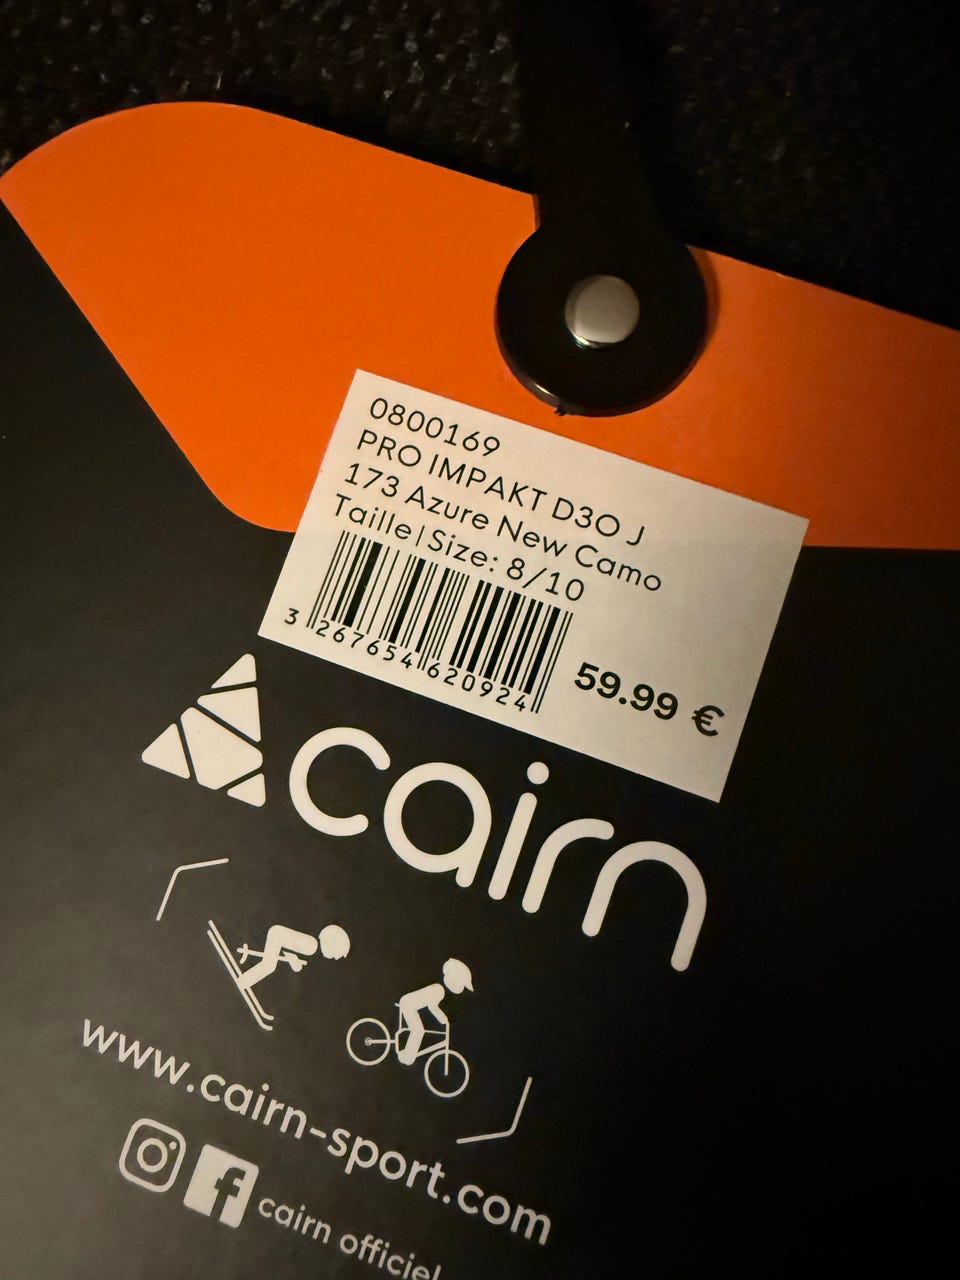 0800169
PRO IMPAKT D3O J
173 Azure New Camo
Taille|Size: 8/10
3 267654 620924
59.99 €
cairn
www.cairn-sport.com
cairn officiel